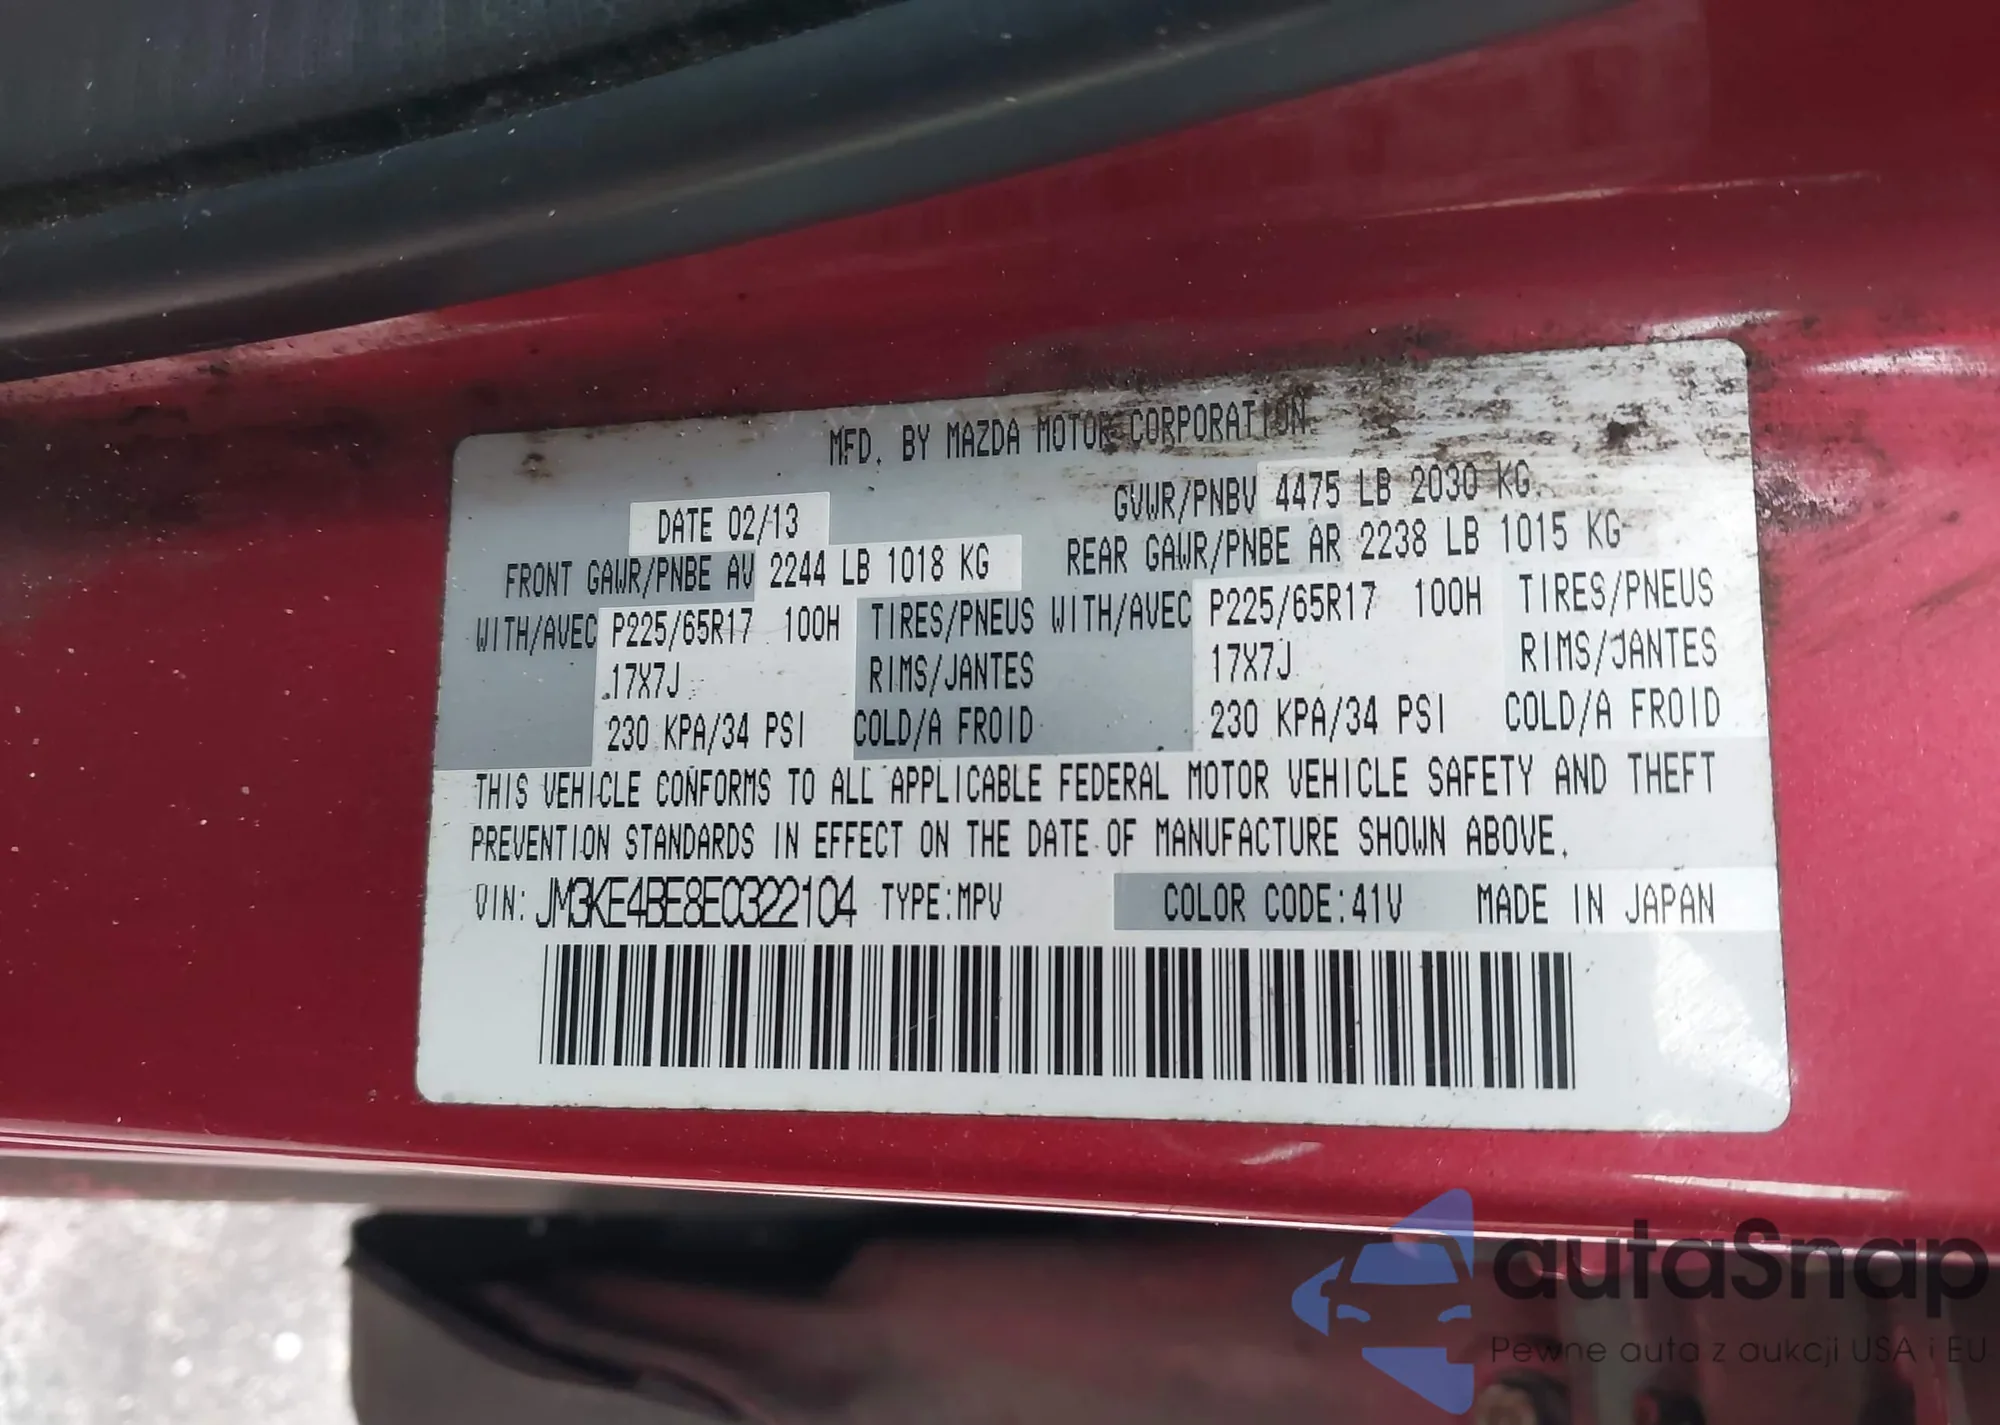 MFD. BY MAZDA MOTOR CORPORATION
DATE 02/13
GVWR/PNBV 4475 LB 2030 KG
FRONT GAWR/PNBE AV 2244 LB 1018 KG
REAR GAWR/PNBE AR 2238 LB 1015 KG
WITH/AVEC P225/65R17 100H TIRES/PNEUS WITH/AVEC P225/65R17 100H TIRES/PNEUS
17X7J RIMS/JANTES 17X7J RIMS/JANTES
230 KPA/34 PSI COLD/A FROID 230 KPA/34 PSI COLD/A FROID
THIS VEHICLE CONFORMS TO ALL APPLICABLE FEDERAL MOTOR VEHICLE SAFETY AND THEFT
PREVENTION STANDARDS IN EFFECT ON THE DATE OF MANUFACTURE SHOWN ABOVE.
VIN: JM3KE4BE8E0322104 TYPE:MPV COLOR CODE:41V MADE IN JAPAN
autaSnap
Pewne auta z aukcji USA i EU